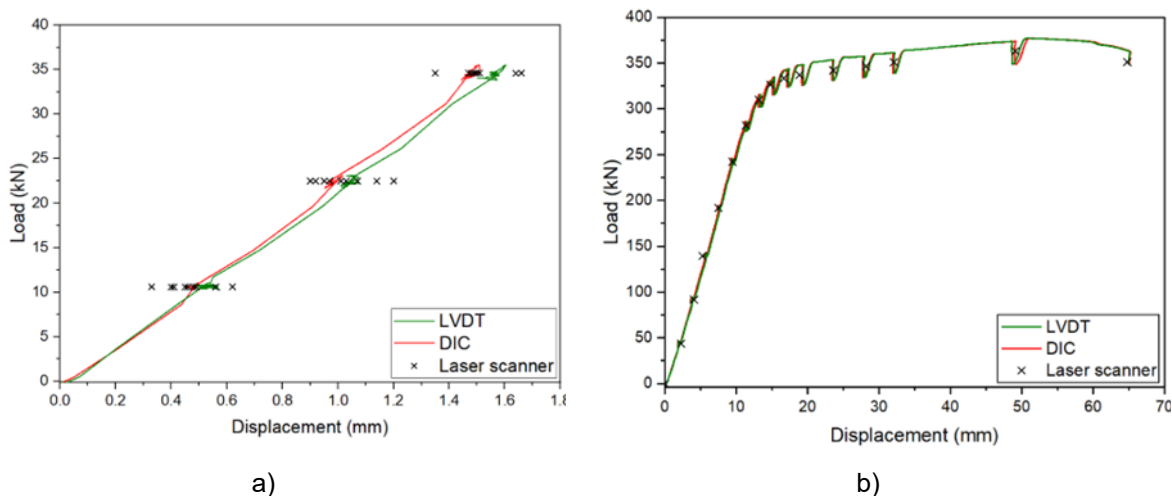 40
35
30
25
20
15
10
5
0
Load (kN)
0.0 0.2 0.4 0.6 0.8 1.0 1.2 1.4 1.6 1.8
Displacement (mm)
LVDT
DIC
Laser scanner
a)
400
350
300
250
200
150
100
50
0
Load (kN)
0 10 20 30 40 50 60 70
Displacement (mm)
LVDT
DIC
Laser scanner
b)